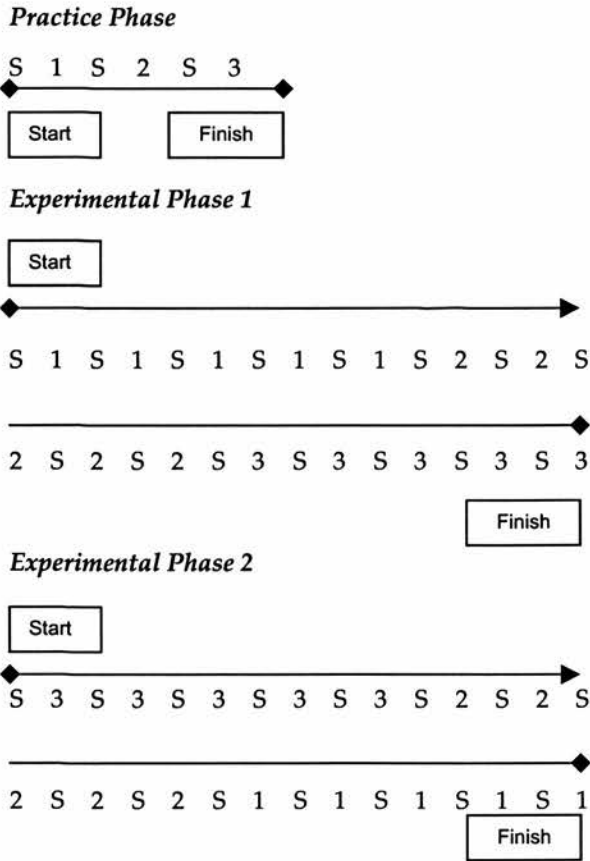 Practice Phase
S 1 S 2 S 3
Start Finish
Experimental Phase 1
Start
S 1 S 1 S 1 S 1 S 1 S 2 S 2 S
2 S 2 S 2 S 3 S 3 S 3 S 3 S 3
Finish
Experimental Phase 2
Start
S 3 S 3 S 3 S 3 S 3 S 2 S 2 S
2 S 2 S 2 S 1 S 1 S 1 S 1 S 1
Finish